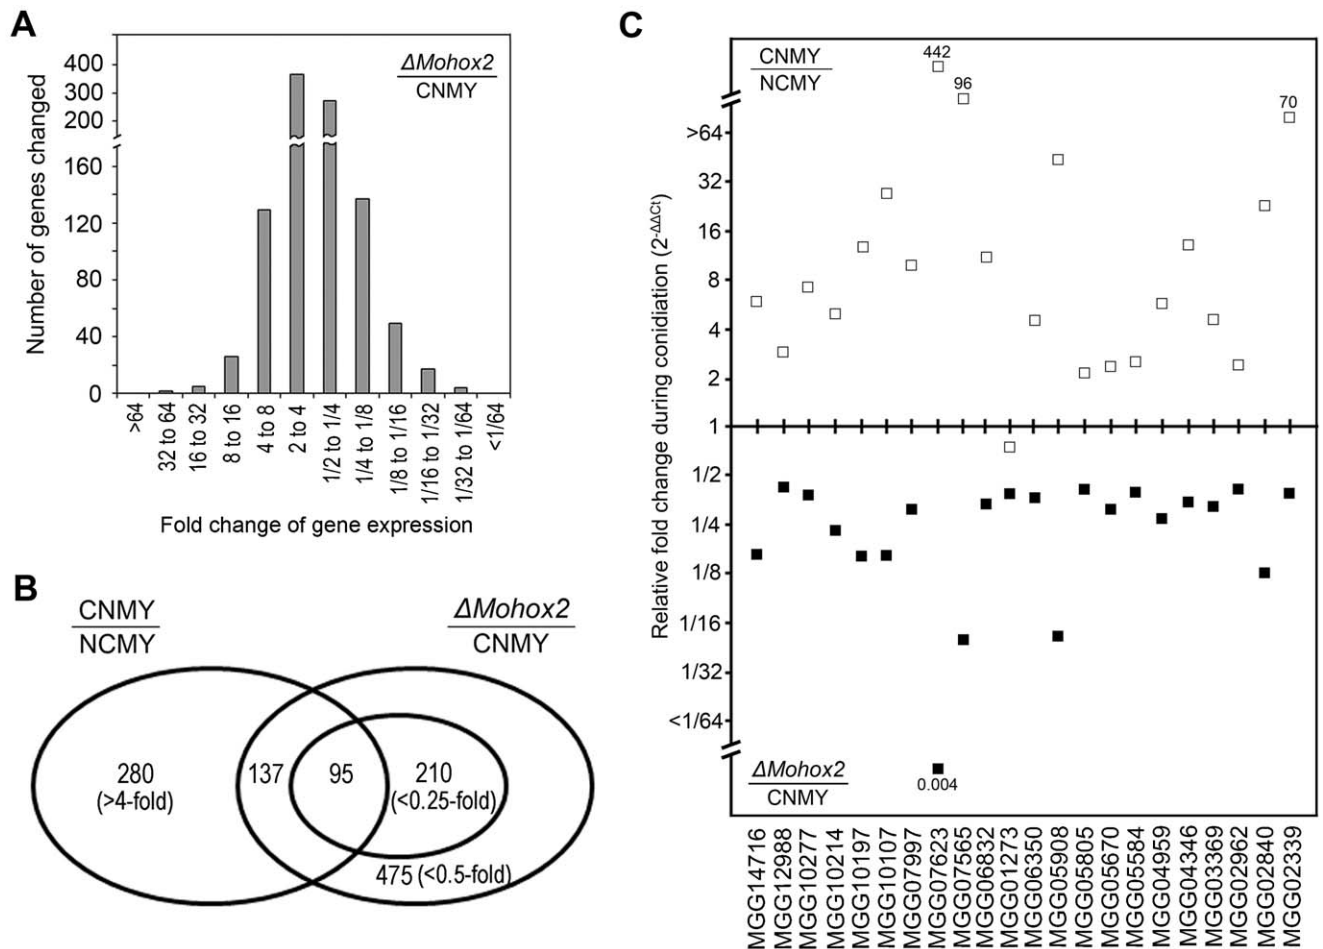 A
ΔMohox2
CNMY
Number of genes changed
400
300
200
160
120
80
40
0
>64
32 to 64
16 to 32
8 to 16
4 to 8
2 to 4
1/2 to 1/4
1/4 to 1/8
1/8 to 1/16
1/16 to 1/32
1/32 to 1/64
<1/64
Fold change of gene expression
B
CNMY
NCMY
ΔMohox2
CNMY
280
(>4-fold)
137
95
210
(<0.25-fold)
475 (<0.5-fold)
C
CNMY
NCMY
442
96
70
Relative fold change during conidiation (2-ΔΔCt)
>64
32
16
8
4
2
1
1/2
1/4
1/8
1/16
1/32
<1/64
ΔMohox2
CNMY
0.004
MGG14716
MGG12988
MGG10277
MGG10214
MGG10197
MGG10107
MGG07997
MGG07623
MGG07565
MGG06832
MGG01273
MGG06350
MGG05908
MGG05805
MGG05670
MGG05584
MGG04959
MGG04346
MGG03369
MGG02962
MGG02840
MGG02339